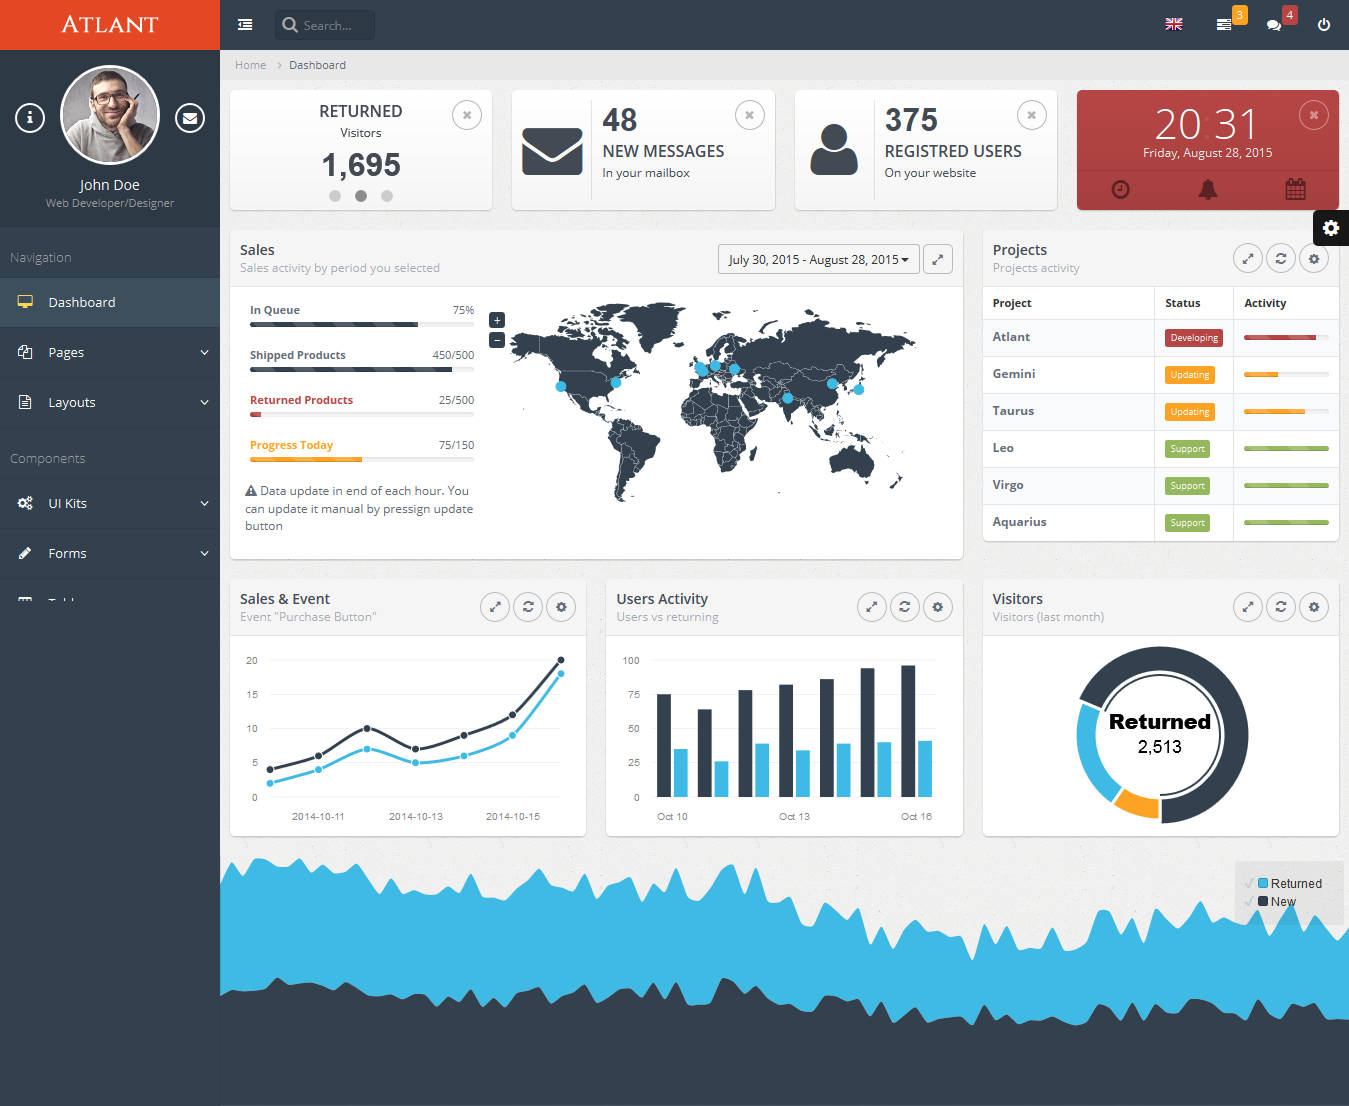 ATLANT
Search...
3
4
John Doe
Web Developer/Designer
Navigation
Dashboard
Pages
Layouts
Components
UI Kits
Forms
Home > Dashboard
RETURNED
Visitors
1,695
48
NEW MESSAGES
In your mailbox
375
REGISTRED USERS
On your website
20:31
Friday, August 28, 2015
Sales
Sales activity by period you selected
July 30, 2015 - August 28, 2015
In Queue 75%
Shipped Products 450/500
Returned Products 25/500
Progress Today 75/150
Data update in end of each hour. You
can update it manual by pressign update
button
+
−
Projects
Projects activity
Project Status Activity
Atlant Developing
Gemini Updating
Taurus Updating
Leo Support
Virgo Support
Aquarius Support
Sales & Event
Event "Purchase Button"
20
15
10
5
0
2014-10-11 2014-10-13 2014-10-15
Users Activity
Users vs returning
100
75
50
25
0
Oct 10 Oct 13 Oct 16
Visitors
Visitors (last month)
Returned
2,513
Returned
New